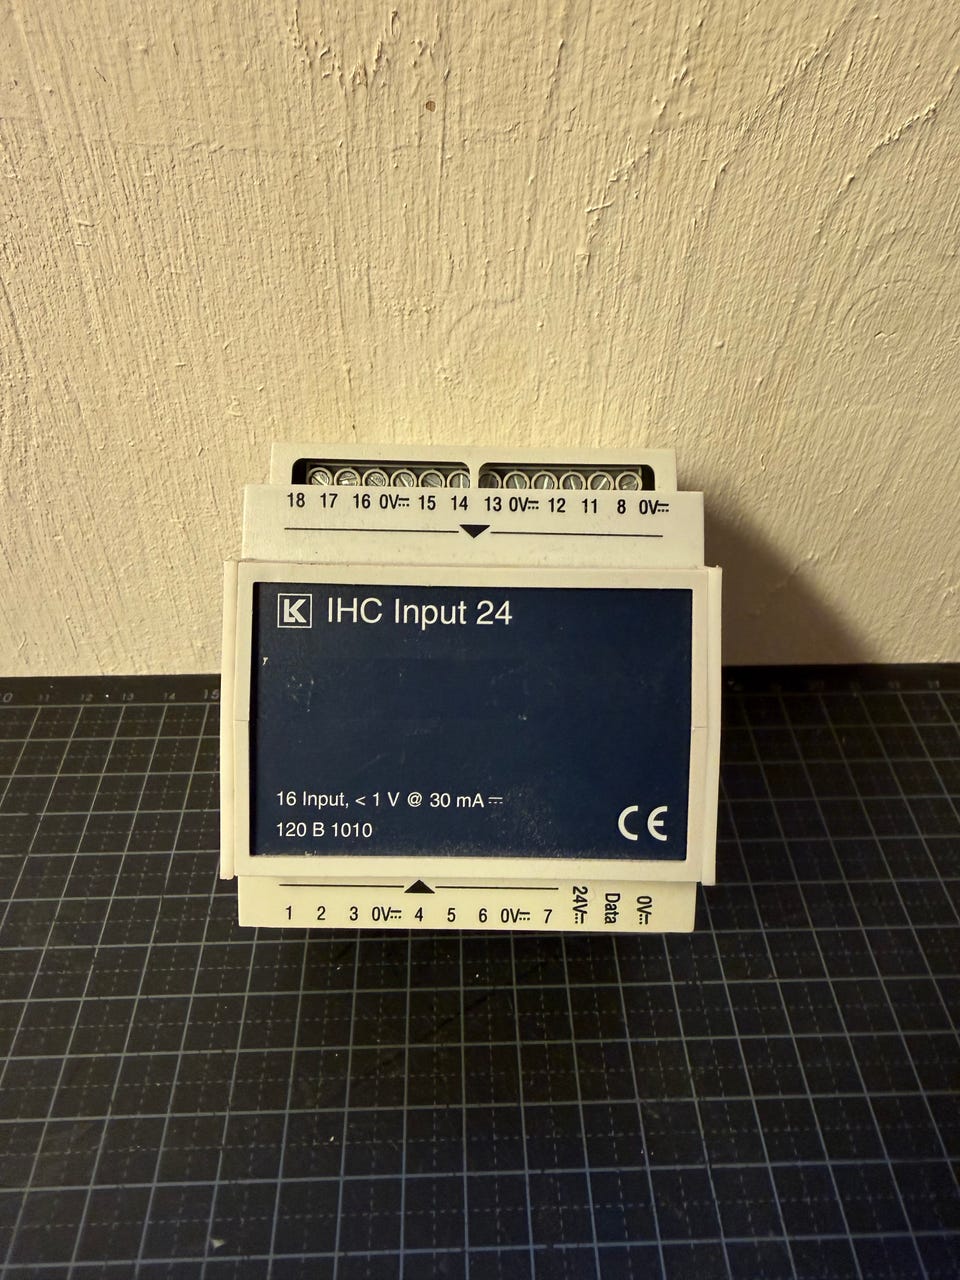 18 17 16 0V⎓ 15 14 13 0V⎓ 12 11 8 0V⎓
LK IHC Input 24
16 Input, < 1 V @ 30 mA ⎓
120 B 1010
CE
1 2 3 0V⎓ 4 5 6 0V⎓ 7 24V⎓ Data 0V⎓